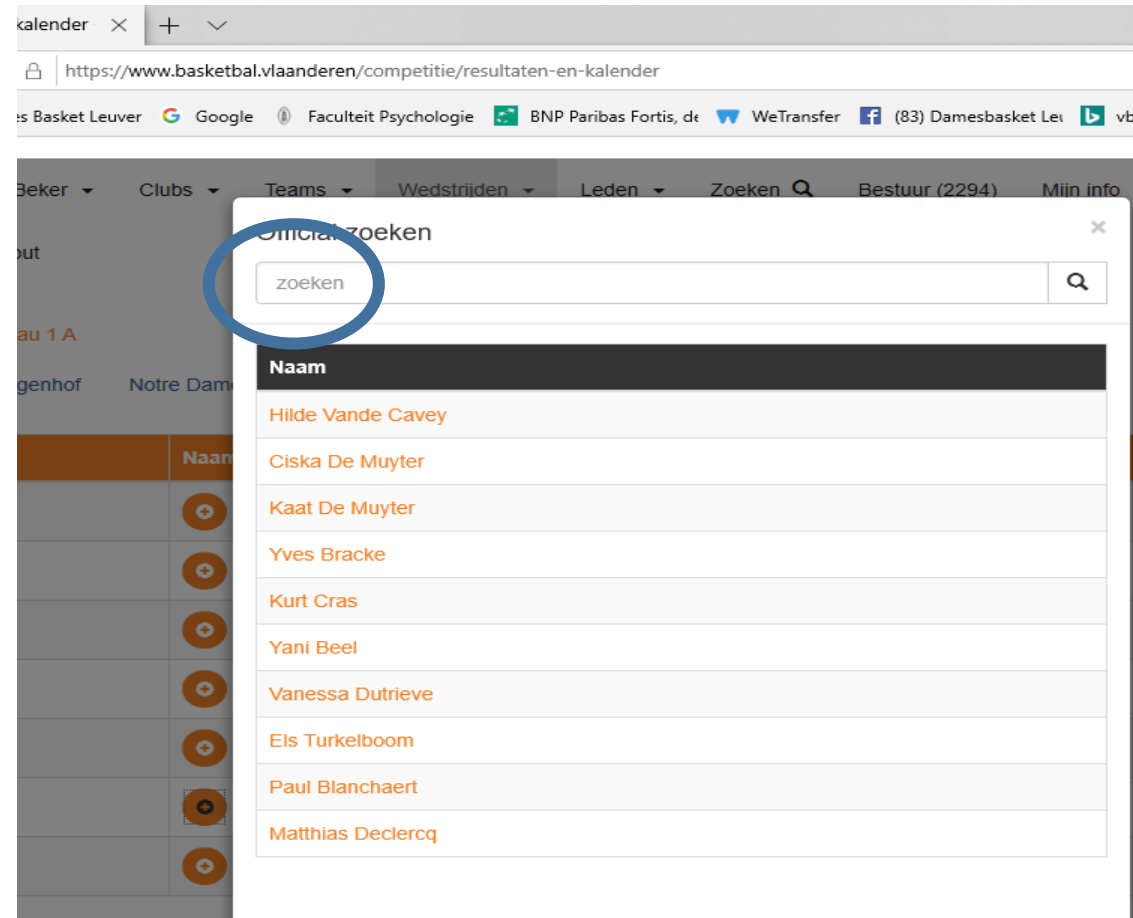 kalender
https://www.basketbal.vlaanderen/competitie/resultaten-en-kalender
es Basket Leuver Google Faculteit Psychologie BNP Paribas Fortis, de WeTransfer (83) Damesbasket Leu vb
Beker Clubs Teams Wedstrijden Leden Zoeken Bestuur (2294) Mijn info
Official zoeken ×
out
zoeken
au 1 A
Naam
genhof Notre Dam
Hilde Vande Cavey
Naam
Ciska De Muyter
Kaat De Muyter
Yves Bracke
Kurt Cras
Yani Beel
Vanessa Dutrieve
Els Turkelboom
Paul Blanchaert
Matthias Declercq